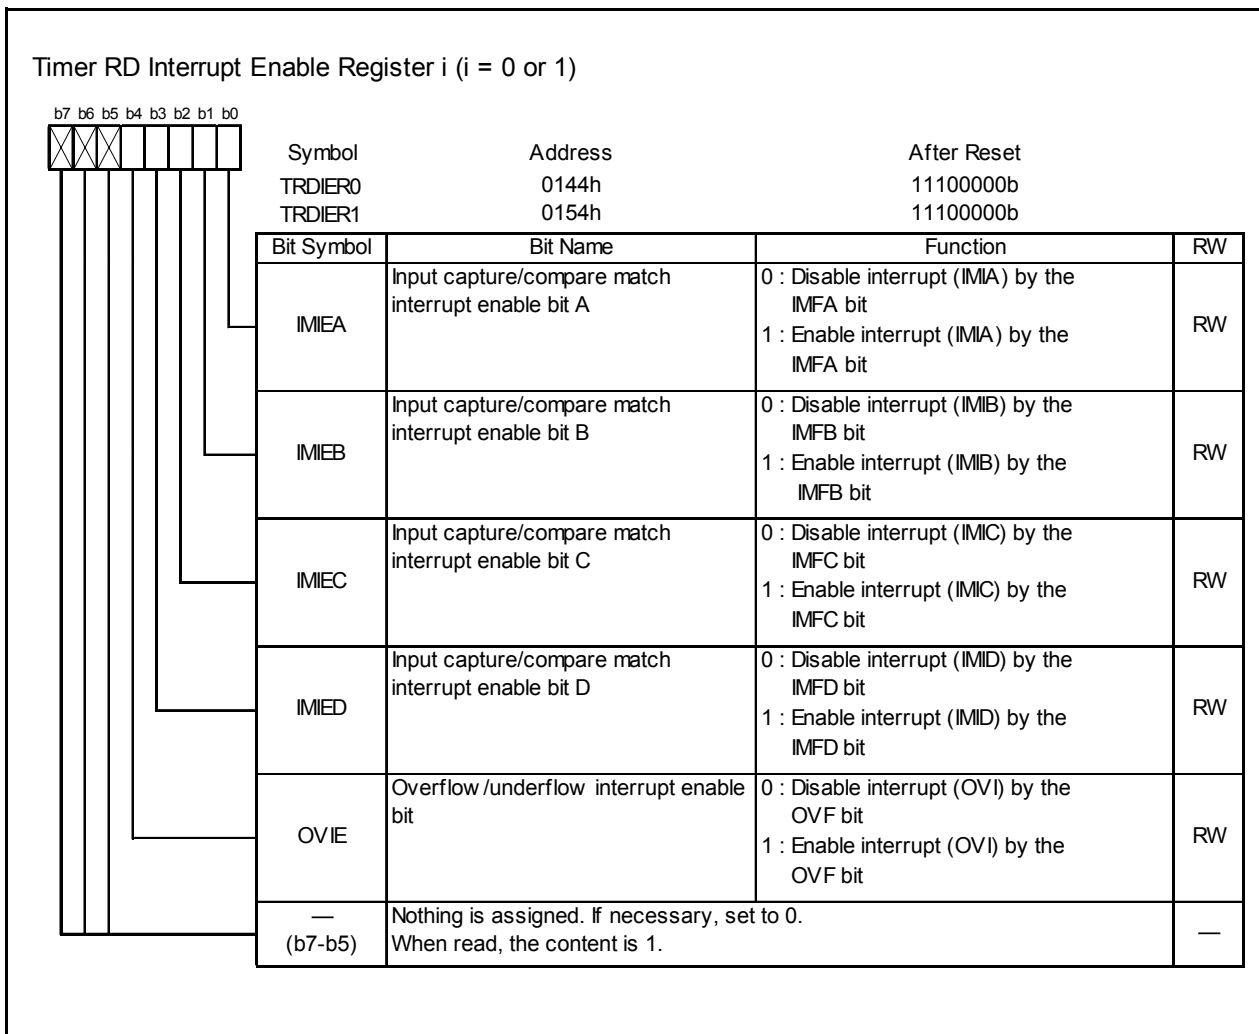 Timer RD Interrupt Enable Register i (i = 0 or 1)
b7 b6 b5 b4 b3 b2 b1 b0
Symbol Address After Reset
TRDIER0 0144h 11100000b
TRDIER1 0154h 11100000b
Bit Symbol Bit Name Function RW
IMIEA
Input capture/compare match
interrupt enable bit A
0 : Disable interrupt (IMIA) by the
IMFA bit
1 : Enable interrupt (IMIA) by the
IMFA bit
RW
IMIEB
Input capture/compare match
interrupt enable bit B
0 : Disable interrupt (IMIB) by the
IMFB bit
1 : Enable interrupt (IMIB) by the
IMFB bit
RW
IMIEC
Input capture/compare match
interrupt enable bit C
0 : Disable interrupt (IMIC) by the
IMFC bit
1 : Enable interrupt (IMIC) by the
IMFC bit
RW
IMIED
Input capture/compare match
interrupt enable bit D
0 : Disable interrupt (IMID) by the
IMFD bit
1 : Enable interrupt (IMID) by the
IMFD bit
RW
OVIE
Overflow/underflow interrupt enable
bit
0 : Disable interrupt (OVI) by the
OVF bit
1 : Enable interrupt (OVI) by the
OVF bit
RW
—
(b7-b5)
Nothing is assigned. If necessary, set to 0.
When read, the content is 1.
—